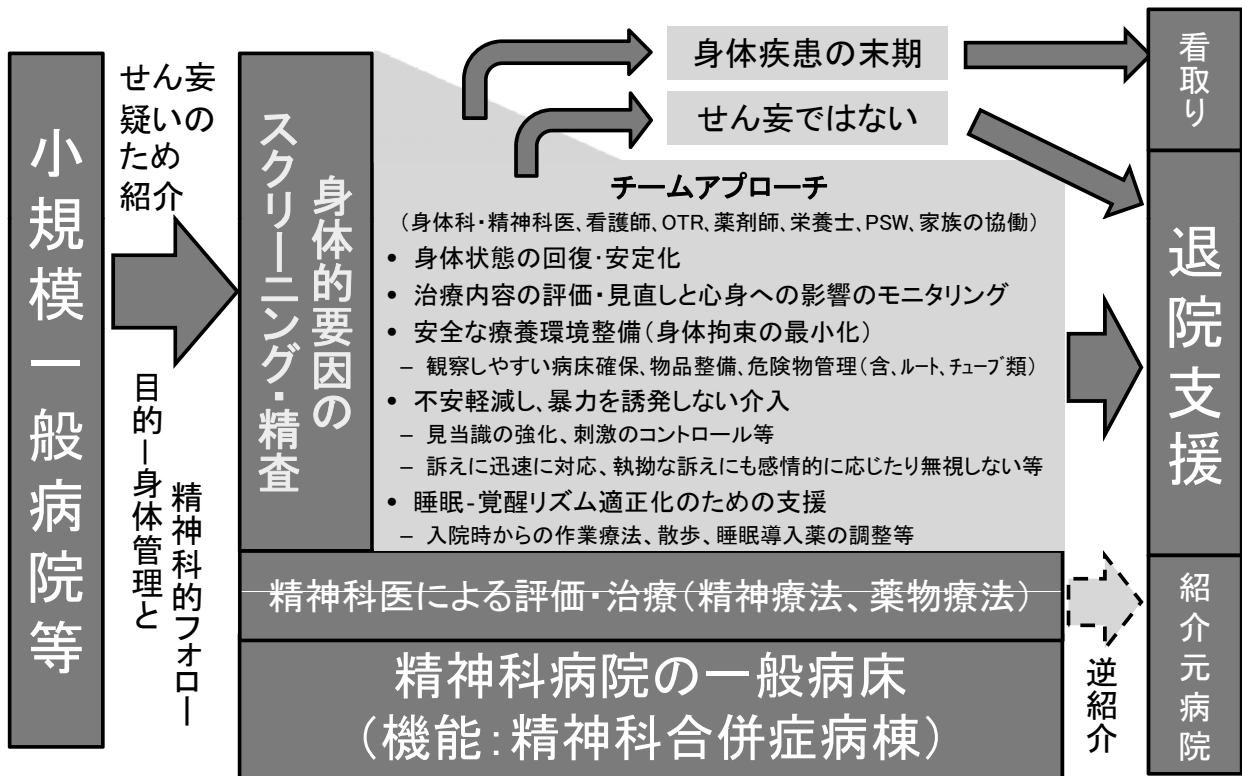 小規模一般病院等
せん妄
疑いの
ため
紹介
目的―身体管理と
精神科的フォロー
身体的要因の
スクリーニング・精査
身体疾患の末期
せん妄ではない
チームアプローチ
（身体科・精神科医、看護師、OTR、薬剤師、栄養士、PSW、家族の協働）
• 身体状態の回復・安定化
• 治療内容の評価・見直しと心身への影響のモニタリング
• 安全な療養環境整備（身体拘束の最小化）
– 観察しやすい病床確保、物品整備、危険物管理（含、ルート、チューブ類）
• 不安軽減し、暴力を誘発しない介入
– 見当識の強化、刺激のコントロール等
– 訴えに迅速に対応、執拗な訴えにも感情的に応じたり無視しない等
• 睡眠-覚醒リズム適正化のための支援
– 入院時からの作業療法、散歩、睡眠導入薬の調整等
精神科医による評価・治療（精神療法、薬物療法）
精神科病院の一般病床
（機能：精神科合併症病棟）
看取り
退院支援
逆紹介
紹介元病院